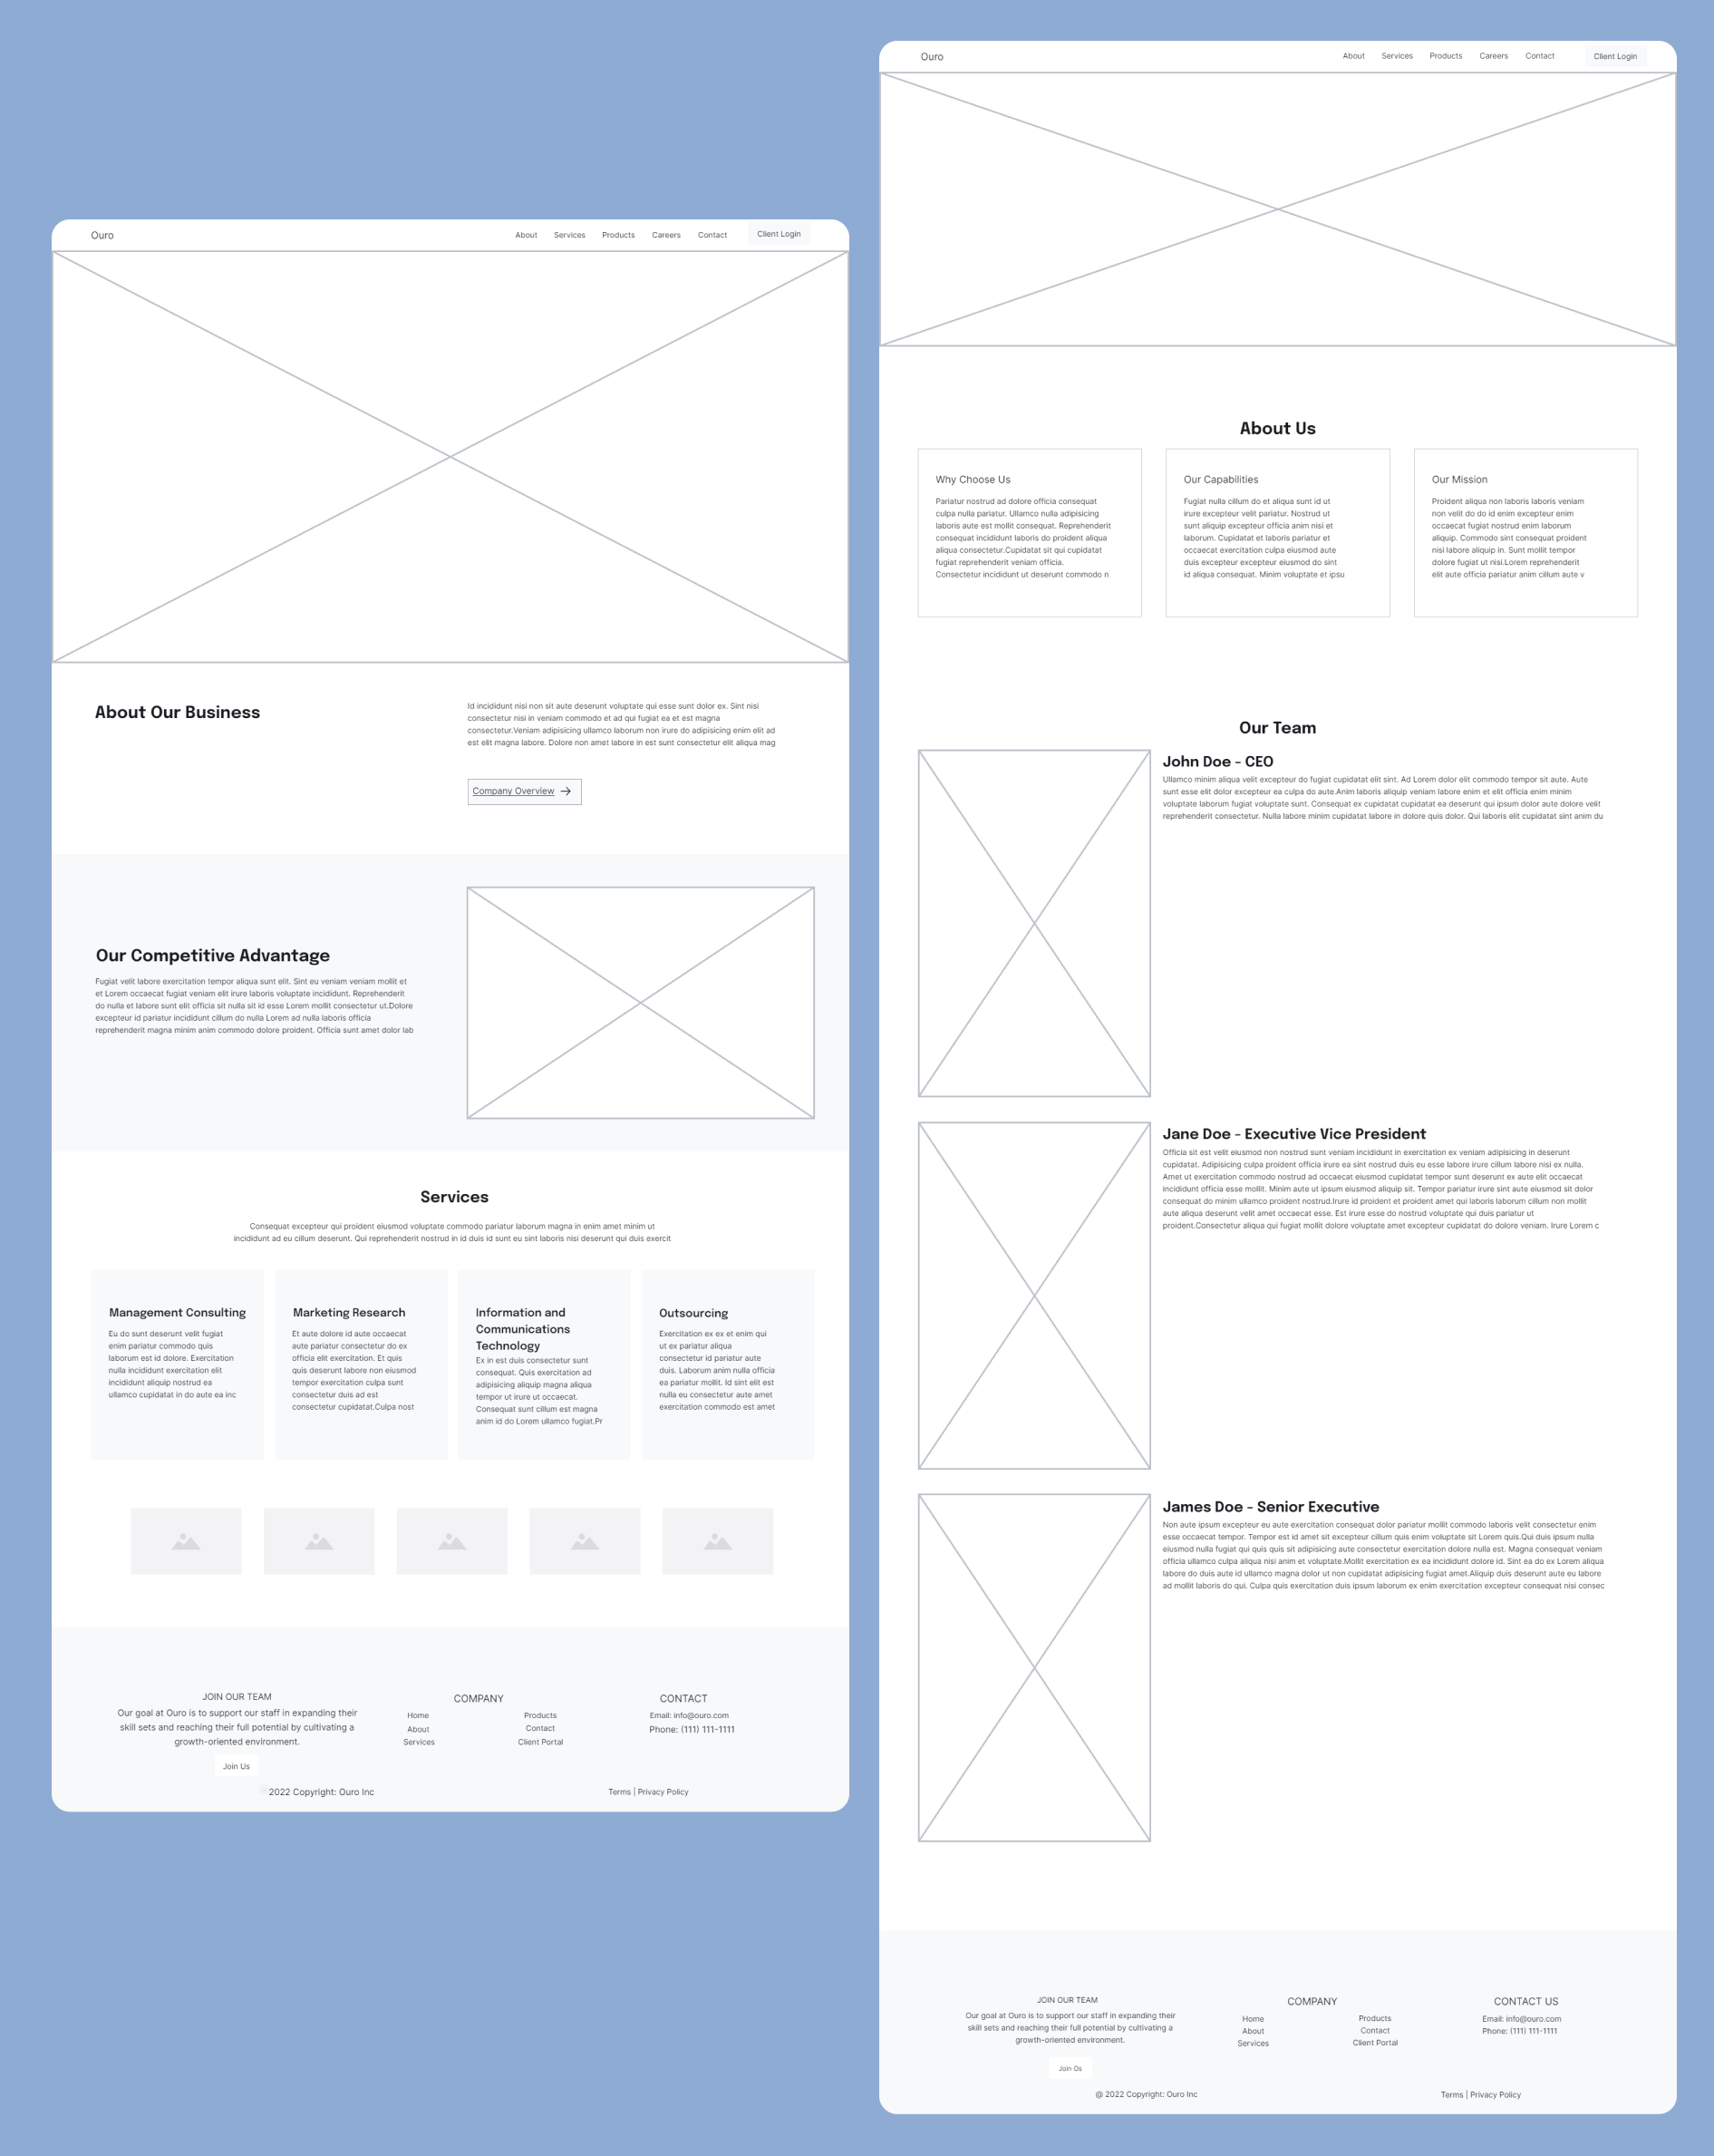 Ouro
About Services Products Careers Contact Client Login
About Our Business
Id incididunt nisi non sit aute deserunt voluptate qui esse sunt dolor ex. Sint nisi
consectetur nisi in veniam commodo et ad qui fugiat ea et est magna
consectetur.Veniam adipisicing ullamco laborum non irure do adipisicing enim elit ad
est elit magna labore. Dolore non amet labore in est sunt consectetur elit aliqua mag
Company Overview
Our Competitive Advantage
Fugiat velit labore exercitation tempor aliqua sunt elit. Sint eu veniam veniam mollit et
et Lorem occaecat fugiat veniam elit irure laboris voluptate incididunt. Reprehenderit
do nulla et labore sunt elit officia sit nulla sit id esse Lorem mollit consectetur ut.Dolore
excepteur id pariatur incididunt cillum do nulla Lorem ad nulla laboris officia
reprehenderit magna minim anim commodo dolore proident. Officia sunt amet dolor lab
Services
Consequat excepteur qui proident eiusmod voluptate commodo pariatur laborum magna in enim amet minim ut
incididunt ad eu cillum deserunt. Qui reprehenderit nostrud in id duis id sunt eu sint laboris nisi deserunt qui duis exercit
Management Consulting
Eu do sunt deserunt velit fugiat
enim pariatur commodo quis
laborum est id dolore. Exercitation
nulla incididunt exercitation elit
incididunt aliquip nostrud ea
ullamco cupidatat in do aute ea inc
Marketing Research
Et aute dolore id aute occaecat
aute pariatur consectetur do ex
officia elit exercitation. Et quis
quis deserunt labore non eiusmod
tempor exercitation culpa sunt
consectetur duis ad est
consectetur cupidatat.Culpa nost
Information and
Communications
Technology
Ex in est duis consectetur sunt
consequat. Quis exercitation ad
adipisicing aliquip magna aliqua
tempor ut irure ut occaecat.
Consequat sunt cillum est magna
anim id do Lorem ullamco fugiat.Pr
Outsourcing
Exercitation ex ex et enim qui
ut ex pariatur aliqua
consectetur id pariatur aute
duis. Laborum anim nulla officia
ea pariatur mollit. Id sint elit est
nulla eu consectetur aute amet
exercitation commodo est amet
JOIN OUR TEAM
Our goal at Ouro is to support our staff in expanding their
skill sets and reaching their full potential by cultivating a
growth-oriented environment.
Join Us
COMPANY
Home
About
Services
Products
Contact
Client Portal
CONTACT
Email: info@ouro.com
Phone: (111) 111-1111
2022 Copyright: Ouro Inc
Terms | Privacy Policy
Ouro
About Services Products Careers Contact Client Login
About Us
Why Choose Us
Pariatur nostrud ad dolore officia consequat
culpa nulla pariatur. Ullamco nulla adipisicing
laboris aute est mollit consequat. Reprehenderit
consequat incididunt laboris do proident aliqua
aliqua consectetur.Cupidatat sit qui cupidatat
fugiat reprehenderit veniam officia.
Consectetur incididunt ut deserunt commodo n
Our Capabilities
Fugiat nulla cillum do et aliqua sunt id ut
irure excepteur velit pariatur. Nostrud ut
sunt aliquip excepteur officia anim nisi et
laborum. Cupidatat et laboris pariatur et
occaecat exercitation culpa eiusmod aute
duis excepteur excepteur eiusmod do sint
id aliqua consequat. Minim voluptate et ipsu
Our Mission
Proident aliqua non laboris laboris veniam
non velit do do id enim excepteur enim
occaecat fugiat nostrud enim laborum
aliquip. Commodo sint consequat proident
nisi labore aliquip in. Sunt mollit tempor
dolore fugiat ut nisi.Lorem reprehenderit
elit aute officia pariatur anim cillum aute v
Our Team
John Doe - CEO
Ullamco minim aliqua velit excepteur do fugiat cupidatat elit sint. Ad Lorem dolor elit commodo tempor sit aute. Aute
sunt esse elit dolor excepteur ea culpa do aute.Anim laboris aliquip veniam labore enim et elit officia enim minim
voluptate laborum fugiat voluptate sunt. Consequat ex cupidatat cupidatat ea deserunt qui ipsum dolor aute dolore velit
reprehenderit consectetur. Nulla labore minim cupidatat labore in dolore quis dolor. Qui laboris elit cupidatat sint anim du
Jane Doe - Executive Vice President
Officia sit est velit eiusmod non nostrud sunt veniam incididunt in exercitation ex veniam adipisicing in deserunt
cupidatat. Adipisicing culpa proident officia irure ea sint nostrud duis eu esse labore irure cillum labore nisi ex nulla.
Amet ut exercitation commodo nostrud ad occaecat eiusmod cupidatat tempor sunt deserunt ex aute elit occaecat
incididunt officia esse mollit. Minim aute ut ipsum eiusmod aliquip sit. Tempor pariatur irure sint aute eiusmod sit dolor
consequat do minim ullamco proident nostrud.Irure id proident et proident amet qui laboris laborum cillum non mollit
aute aliqua deserunt velit amet occaecat esse. Est irure esse do nostrud voluptate qui duis pariatur ut
proident.Consectetur aliqua qui fugiat mollit dolore voluptate amet excepteur cupidatat do dolore veniam. Irure Lorem c
James Doe - Senior Executive
Non aute ipsum excepteur eu aute exercitation consequat dolor pariatur mollit commodo laboris velit consectetur enim
esse occaecat tempor. Tempor est id amet sit excepteur cillum quis enim voluptate sit Lorem quis.Qui duis ipsum nulla
eiusmod nulla fugiat qui quis quis sit adipisicing aute consectetur exercitation dolore nulla est. Magna consequat veniam
officia ullamco culpa aliqua nisi anim et voluptate.Mollit exercitation ex ea incididunt dolore id. Sint ea do ex Lorem aliqua
labore do duis aute id ullamco magna dolor ut non cupidatat adipisicing fugiat amet.Aliquip duis deserunt aute eu labore
ad mollit laboris do qui. Culpa quis exercitation duis ipsum laborum ex enim exercitation excepteur consequat nisi consec
JOIN OUR TEAM
Our goal at Ouro is to support our staff in expanding their
skill sets and reaching their full potential by cultivating a
growth-oriented environment.
Join Os
COMPANY
Home
About
Services
Products
Contact
Client Portal
CONTACT US
Email: info@ouro.com
Phone: (111) 111-1111
@ 2022 Copyright: Ouro Inc
Terms | Privacy Policy